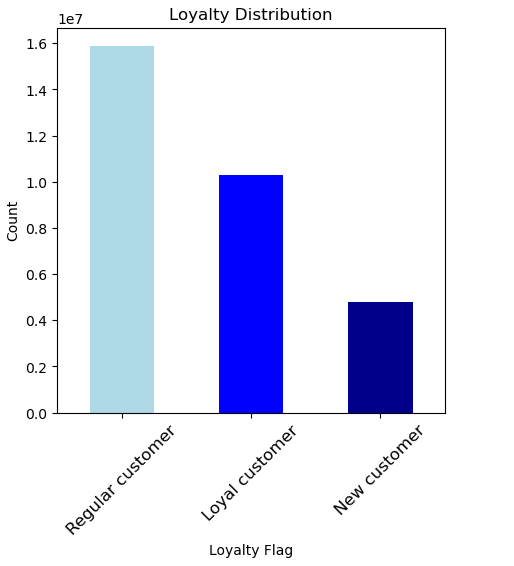 Loyalty Distribution
1e7
1.6
1.4
1.2
1.0
0.8
0.6
0.4
0.2
0.0
Count
Regular customer
Loyal customer
New customer
Loyalty Flag